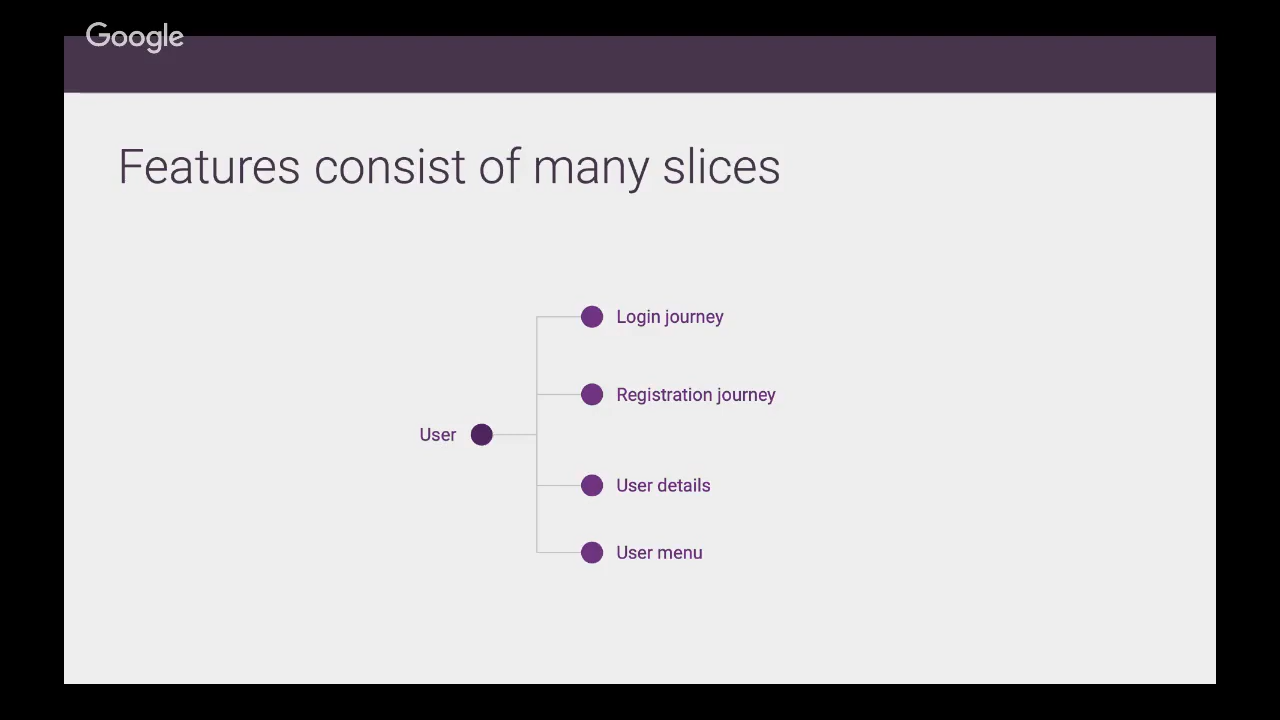 Google
Features consist of many slices
Login journey
Registration journey
User
User details
User menu